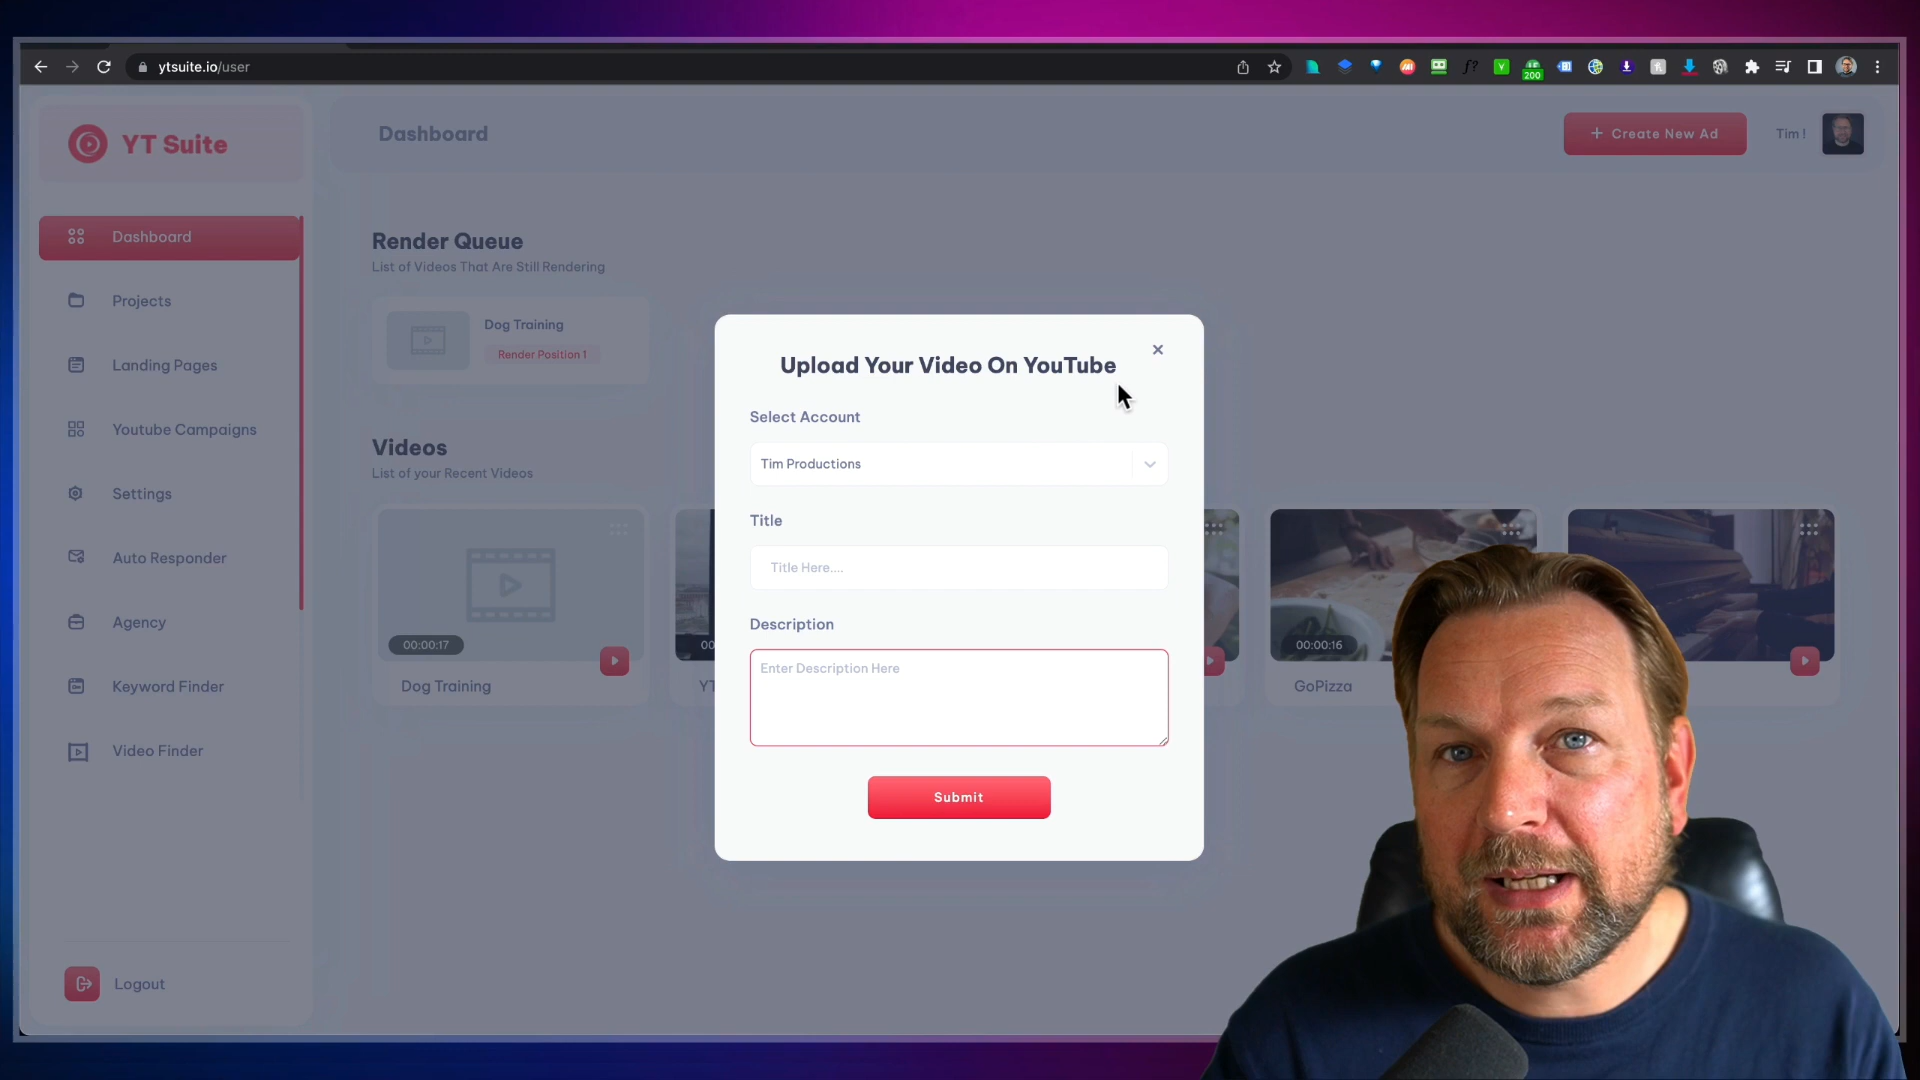 ytsuite.io/user
200
YT Suite
Dashboard
+ Create New Ad
Tim !
Dashboard
Projects
Landing Pages
Youtube Campaigns
Settings
Auto Responder
Agency
Keyword Finder
Video Finder
Logout
Render Queue
List of Videos That Are Still Rendering
Dog Training
Render Position 1
Videos
List of your Recent Videos
00:00:17
Dog Training
00
YT
00:00:16
GoPizza
Upload Your Video On YouTube
Select Account
Tim Productions
Title
Title Here....
Description
Enter Description Here
Submit